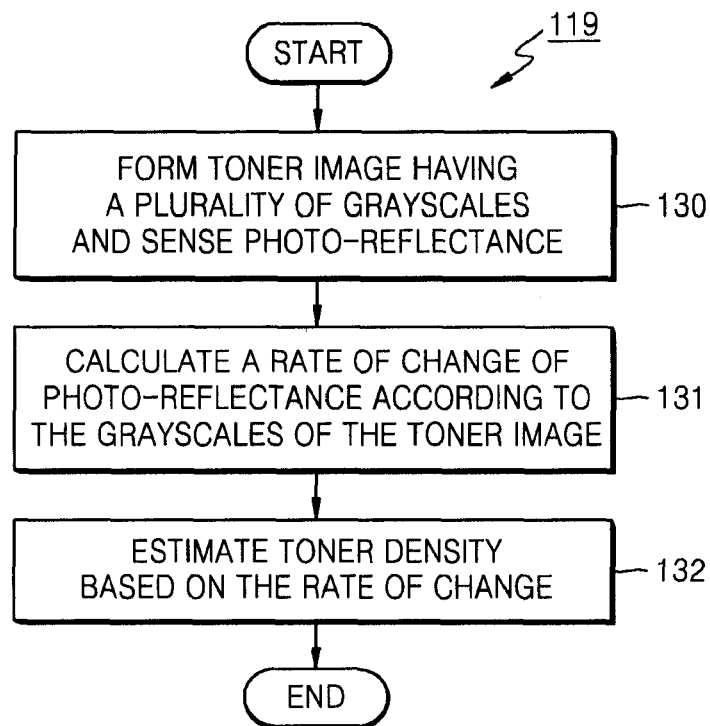 119
START
FORM TONER IMAGE HAVING
A PLURALITY OF GRAYSCALES
AND SENSE PHOTO-REFLECTANCE
130
CALCULATE A RATE OF CHANGE OF
PHOTO-REFLECTANCE ACCORDING TO
THE GRAYSCALES OF THE TONER IMAGE
131
ESTIMATE TONER DENSITY
BASED ON THE RATE OF CHANGE
132
END